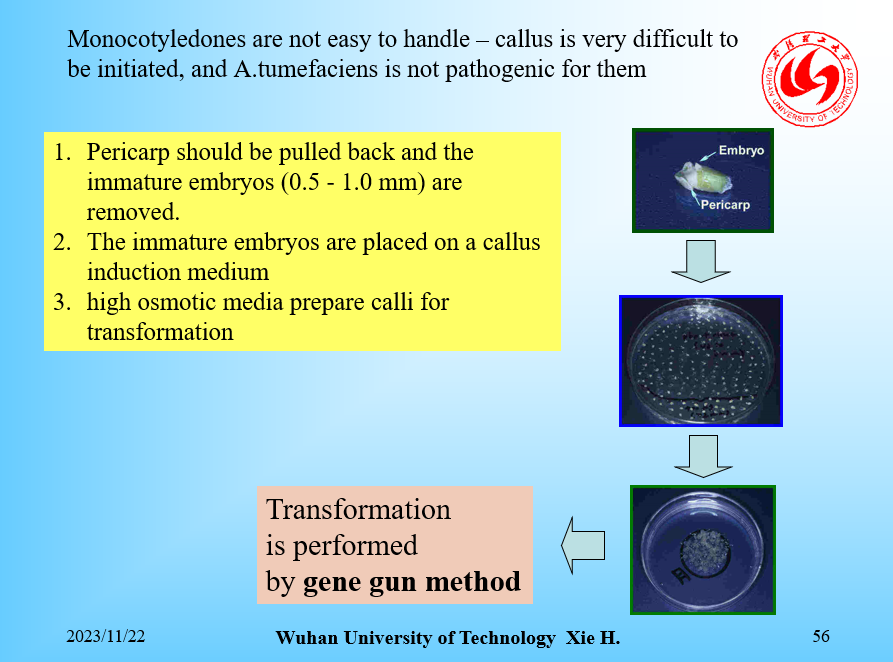 Monocotyledones are not easy to handle – callus is very difficult to
be initiated, and A.tumefaciens is not pathogenic for them
WUHAN UNIVERSITY OF TECHNOLOGY
1. Pericarp should be pulled back and the
immature embryos (0.5 - 1.0 mm) are
removed.
2. The immature embryos are placed on a callus
induction medium
3. high osmotic media prepare calli for
transformation
Embryo
Pericarp
Transformation
is performed
by gene gun method
2023/11/22
Wuhan University of Technology Xie H.
56